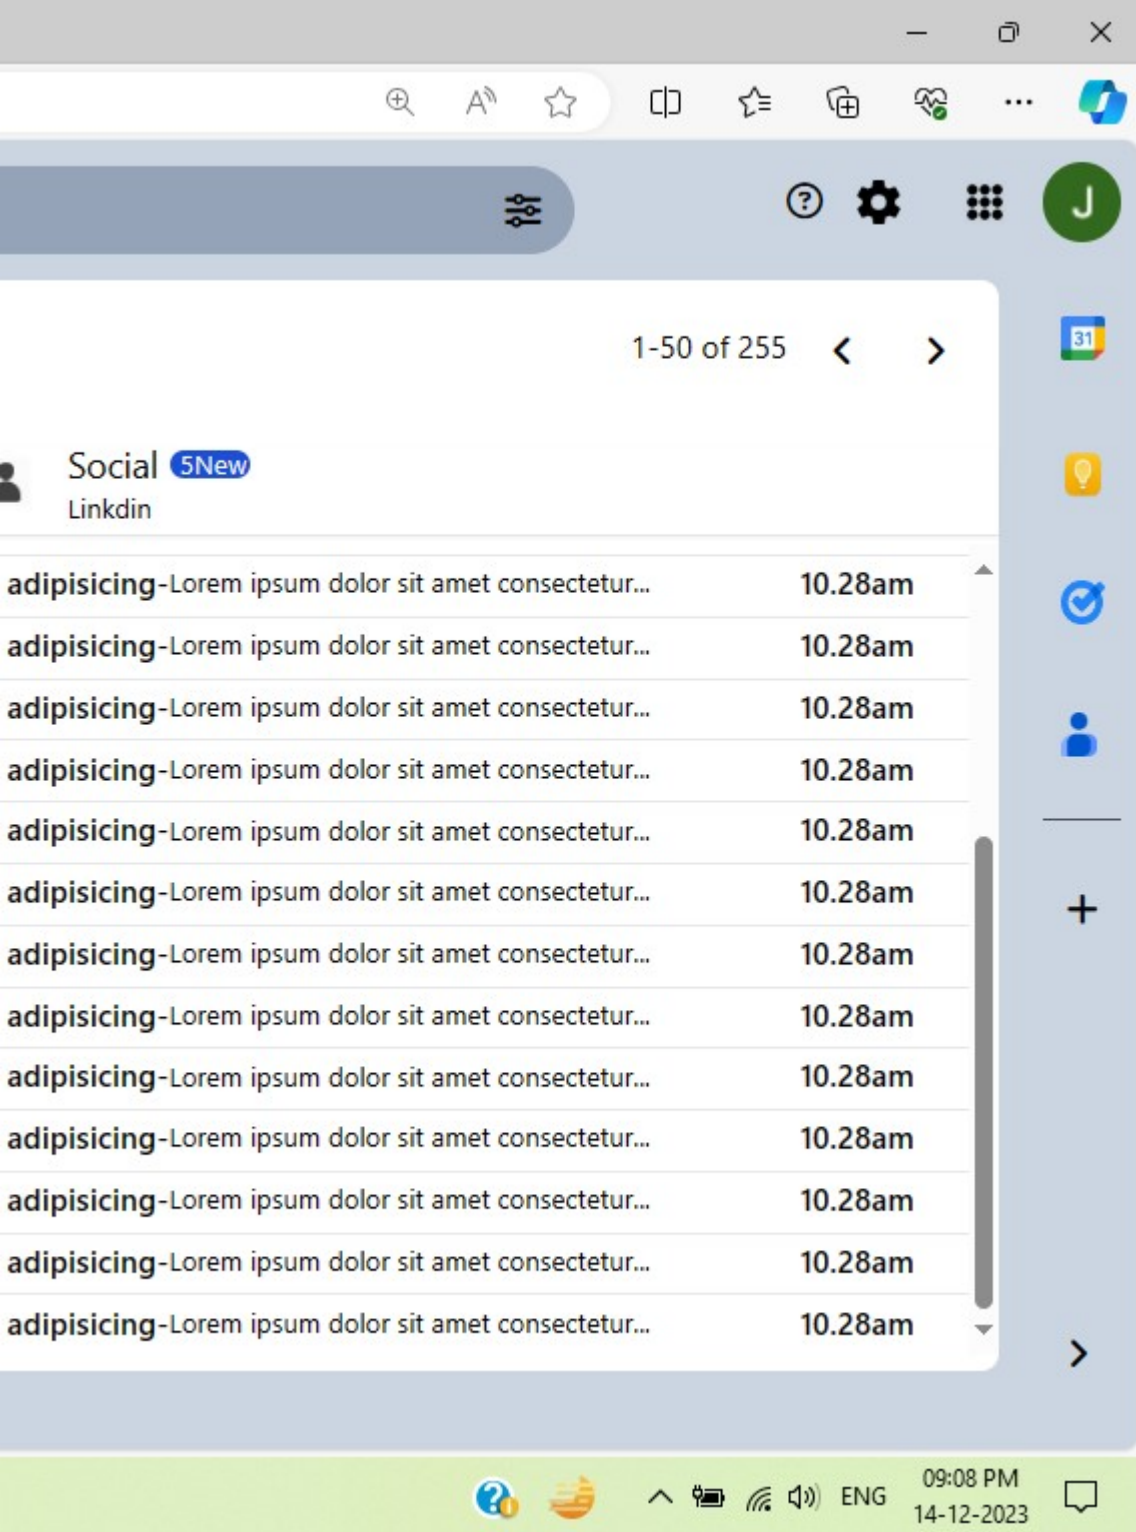 J
1-50 of 255
31
Social 5New
Linkdin
adipisicing-Lorem ipsum dolor sit amet consectetur... 10.28am
adipisicing-Lorem ipsum dolor sit amet consectetur... 10.28am
adipisicing-Lorem ipsum dolor sit amet consectetur... 10.28am
adipisicing-Lorem ipsum dolor sit amet consectetur... 10.28am
adipisicing-Lorem ipsum dolor sit amet consectetur... 10.28am
adipisicing-Lorem ipsum dolor sit amet consectetur... 10.28am
adipisicing-Lorem ipsum dolor sit amet consectetur... 10.28am
adipisicing-Lorem ipsum dolor sit amet consectetur... 10.28am
adipisicing-Lorem ipsum dolor sit amet consectetur... 10.28am
adipisicing-Lorem ipsum dolor sit amet consectetur... 10.28am
adipisicing-Lorem ipsum dolor sit amet consectetur... 10.28am
adipisicing-Lorem ipsum dolor sit amet consectetur... 10.28am
adipisicing-Lorem ipsum dolor sit amet consectetur... 10.28am
ENG
09:08 PM
14-12-2023